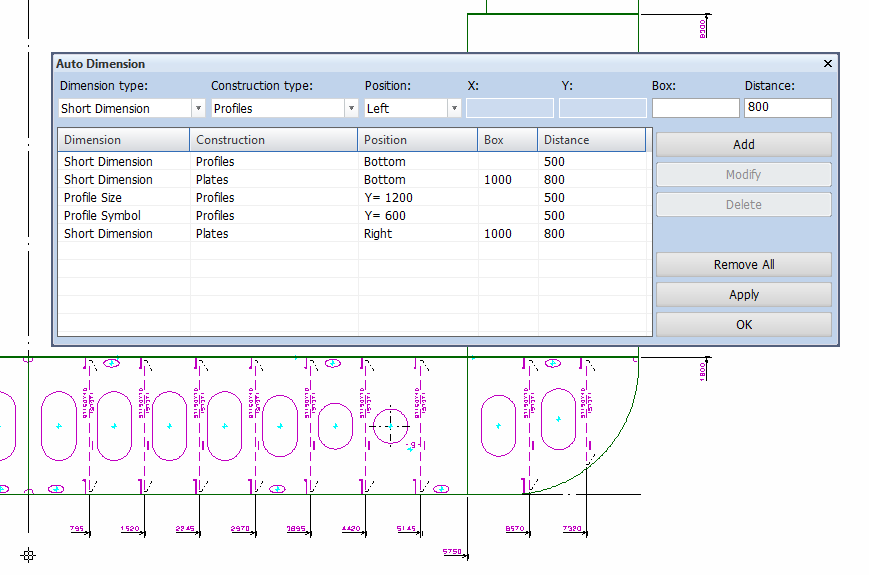 8300
Auto Dimension
Dimension type: Construction type: Position: X: Y: Box: Distance:
Short Dimension Profiles Left 800
Dimension Construction Position Box Distance
Short Dimension Profiles Bottom 500
Short Dimension Plates Bottom 1000 800
Profile Size Profiles Y= 1200 500
Profile Symbol Profiles Y= 600 500
Short Dimension Plates Right 1000 800
Add
Modify
Delete
Remove All
Apply
OK
1800
795 1520 2245 2970 3695 4420 5145 6570 7320
5750